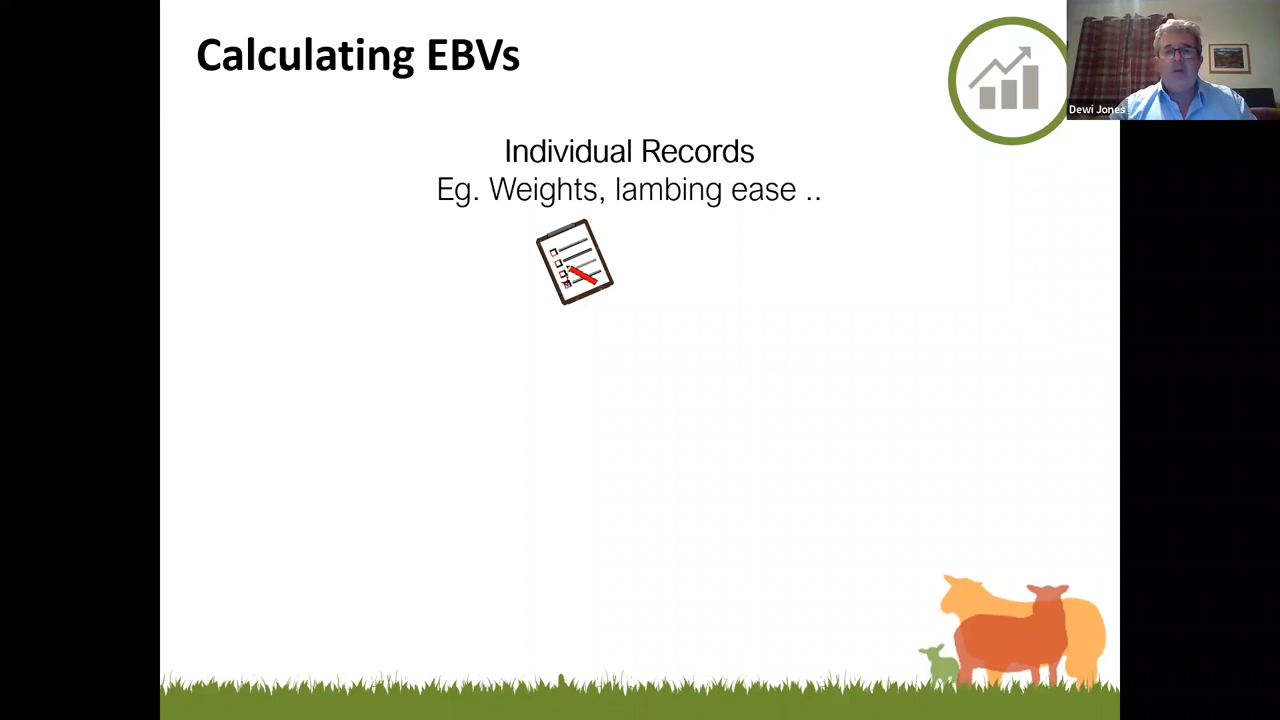 Calculating EBVs
Dewi Jones
Individual Records
Eg. Weights, lambing ease ..